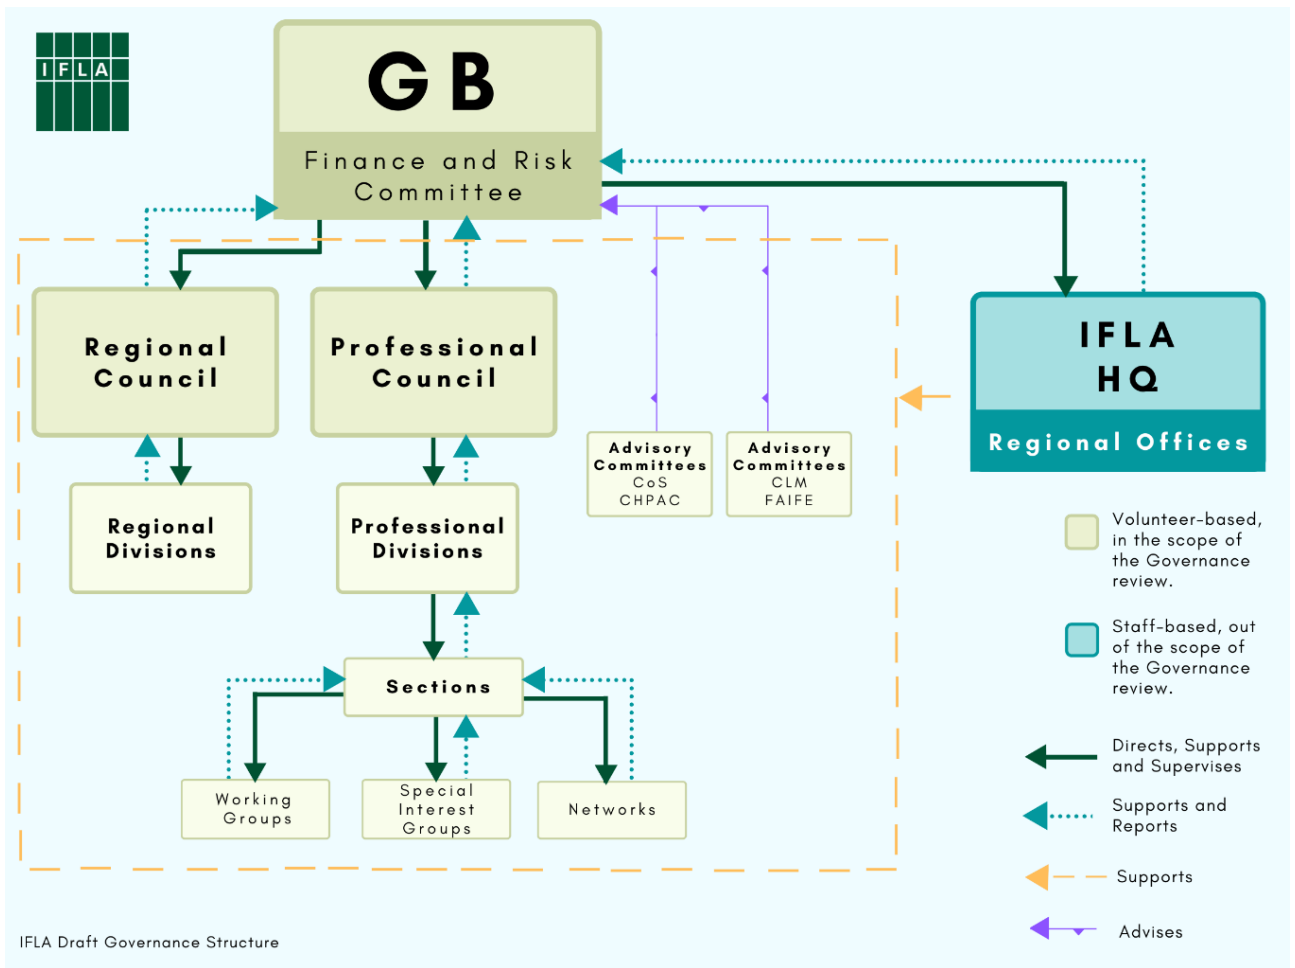 IFLA
GB
Finance and Risk
Committee
Regional
Council
Professional
Council
IFLA
HQ
Regional Offices
Advisory
Committees
CoS
CHPAC
Advisory
Committees
CLM
FAIFE
Regional
Divisions
Professional
Divisions
Sections
Working
Groups
Special
Interest
Groups
Networks
Volunteer-based,
in the scope of
the Governance
review.
Staff-based, out
of the scope of
the Governance
review.
Directs, Supports
and Supervises
Supports and
Reports
Supports
Advises
IFLA Draft Governance Structure